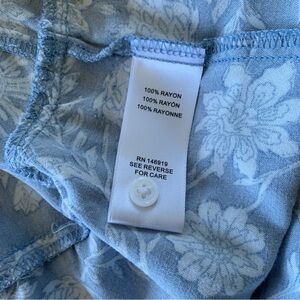 100% RAYON
100% RAYÓN
100% RAYONNE
RN 146919
SEE REVERSE
FOR CARE